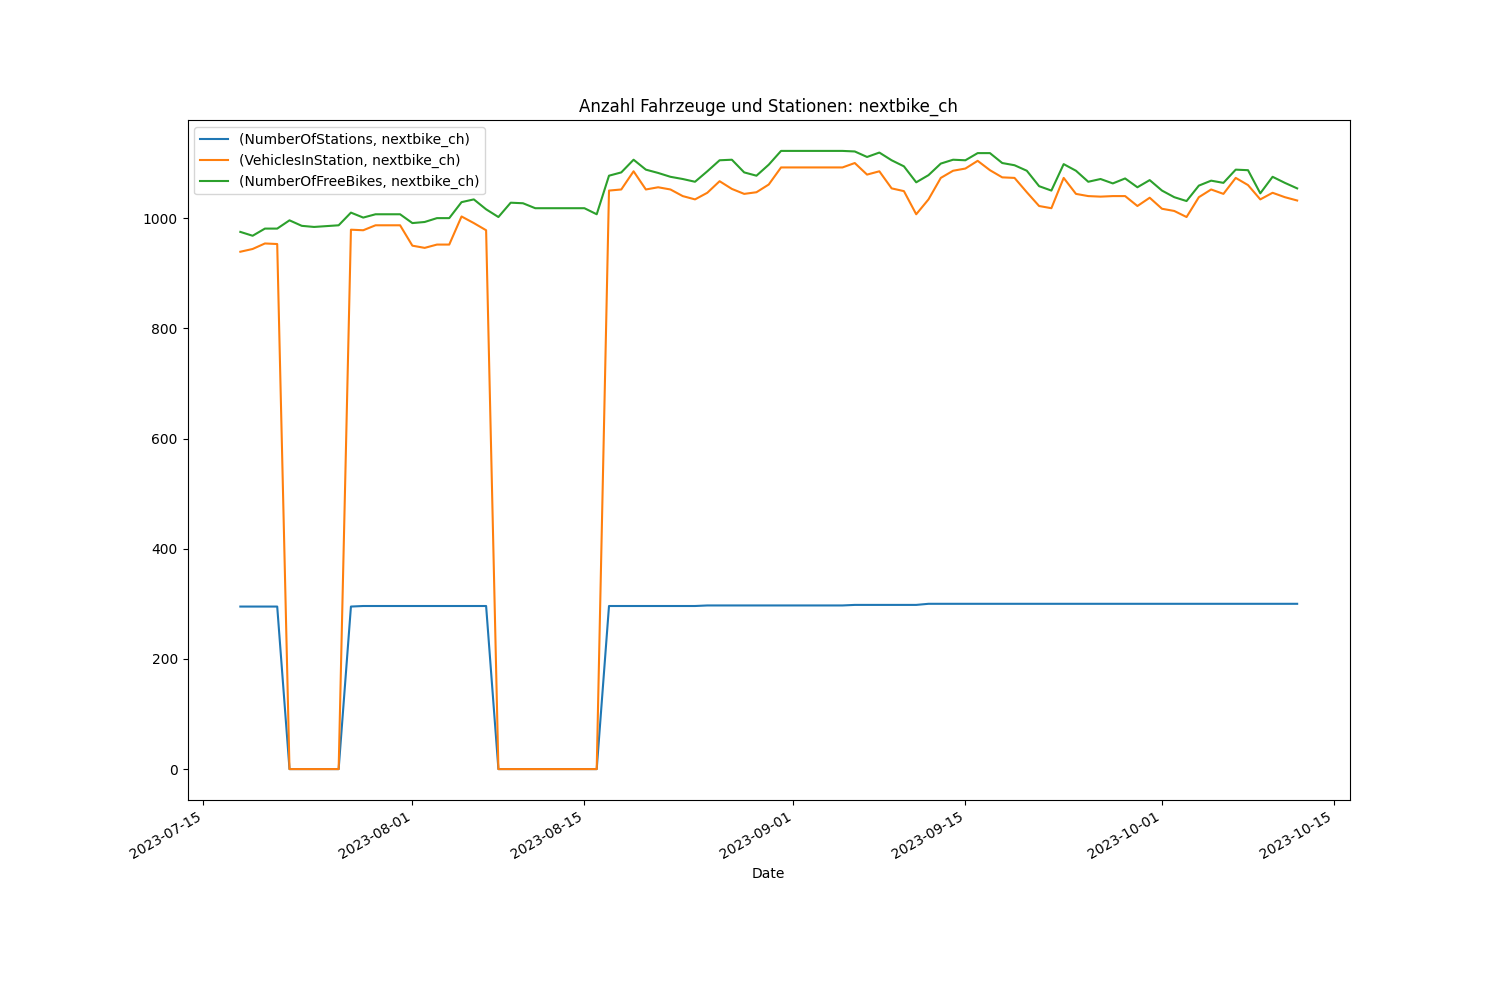 Anzahl Fahrzeuge und Stationen: nextbike_ch
(NumberOfStations, nextbike_ch)
(VehiclesInStation, nextbike_ch)
(NumberOfFreeBikes, nextbike_ch)
1000
800
600
400
200
0
2023-07-15
2023-08-01
2023-08-15
2023-09-01
2023-09-15
2023-10-01
2023-10-15
Date